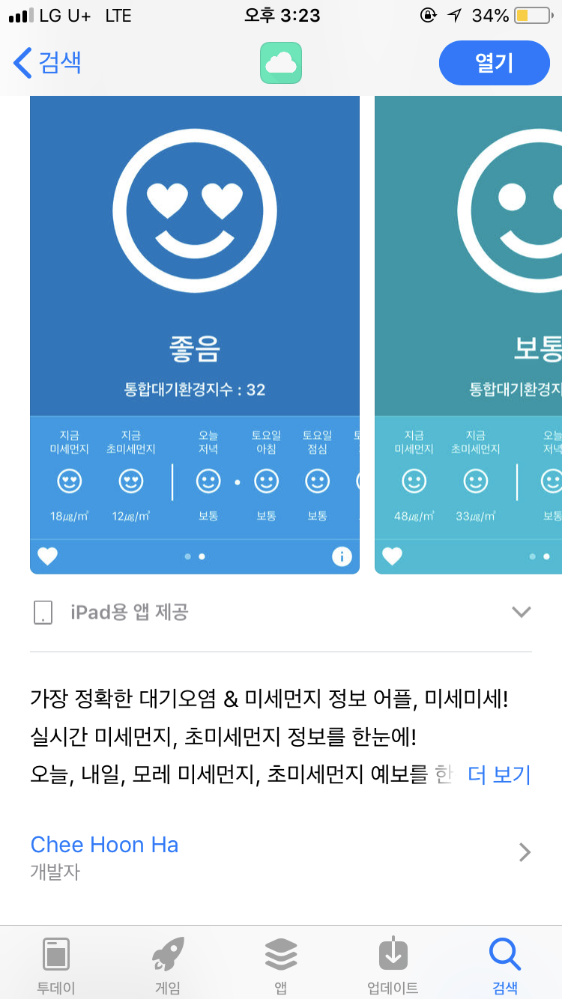 LG U+ LTE 오후 3:23 34%
검색 열기
좋음
통합대기환경지수 : 32
지금 미세먼지
지금 초미세먼지
오늘 저녁
토요일 아침
토요일 점심
18㎍/㎥ 12㎍/㎥ 보통 보통 보통
보통
통합대기환경지
지금 미세먼지
지금 초미세먼지
오늘 저녁
48㎍/㎥ 33㎍/㎥ 보통
iPad용 앱 제공
가장 정확한 대기오염 & 미세먼지 정보 어플, 미세미세!
실시간 미세먼지, 초미세먼지 정보를 한눈에!
오늘, 내일, 모레 미세먼지, 초미세먼지 예보를 한 더 보기
Chee Hoon Ha
개발자
투데이 게임 앱 업데이트 검색